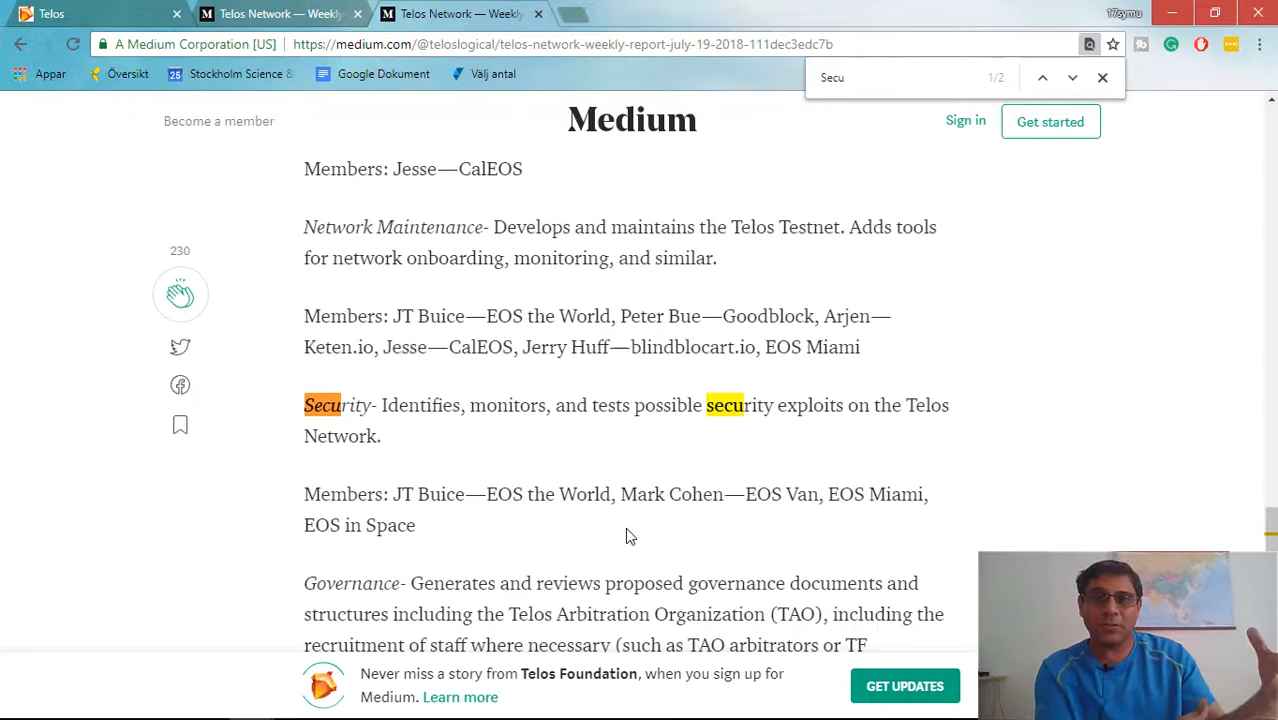 Telos
Telos Network — Weekly
Telos Network — Weekly
17symu
A Medium Corporation [US]
https://medium.com/@teloslogical/telos-network-weekly-report-july-19-2018-111dec3edc7b
Appar
Översikt
25
Stockholm Science &
Google Dokument
Välj antal
Secu
1/2
Become a member
Medium
Sign in
Get started
Members: Jesse—CalEOS
Network Maintenance- Develops and maintains the Telos Testnet. Adds tools
for network onboarding, monitoring, and similar.
230
Members: JT Buice—EOS the World, Peter Bue—Goodblock, Arjen—
Keten.io, Jesse—CalEOS, Jerry Huff—blindblocart.io, EOS Miami
Security- Identifies, monitors, and tests possible security exploits on the Telos
Network.
Members: JT Buice—EOS the World, Mark Cohen—EOS Van, EOS Miami,
EOS in Space
Governance- Generates and reviews proposed governance documents and
structures including the Telos Arbitration Organization (TAO), including the
recruitment of staff where necessary (such as TAO arbitrators or TF
Never miss a story from Telos Foundation, when you sign up for
Medium. Learn more
GET UPDATES